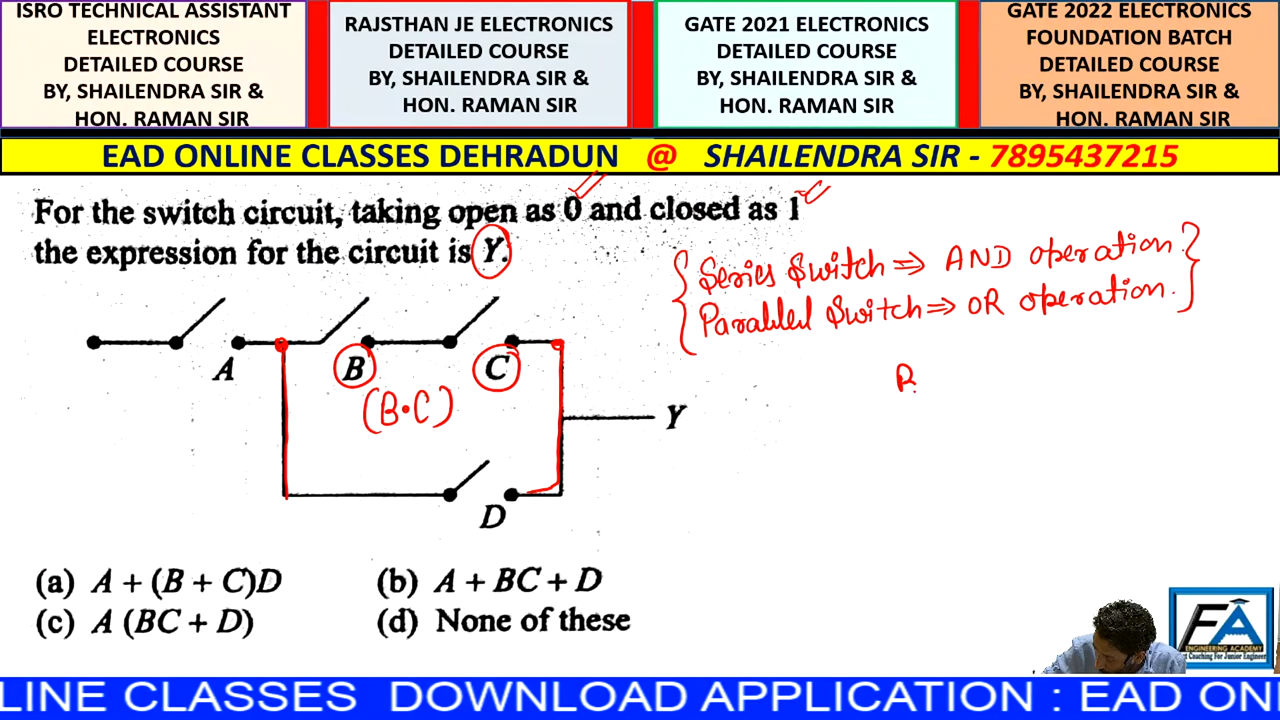 ISRO TECHNICAL ASSISTANT
ELECTRONICS
DETAILED COURSE
BY, SHAILENDRA SIR &
HON. RAMAN SIR
RAJSTHAN JE ELECTRONICS
DETAILED COURSE
BY, SHAILENDRA SIR &
HON. RAMAN SIR
GATE 2021 ELECTRONICS
DETAILED COURSE
BY, SHAILENDRA SIR &
HON. RAMAN SIR
GATE 2022 ELECTRONICS
FOUNDATION BATCH
DETAILED COURSE
BY, SHAILENDRA SIR &
HON. RAMAN SIR
EAD ONLINE CLASSES DEHRADUN @ SHAILENDRA SIR - 7895437215
For the switch circuit, taking open as 0 and closed as 1
the expression for the circuit is Y.
{Series Switch ⇒ AND operation}
{Parallel Switch ⇒ OR operation.}
A
B
C
(B·C)
B
Y
D
(a) A + (B + C)D
(b) A + BC + D
(c) A (BC + D)
(d) None of these
EA
ENGINEERING ACADEMY
LINE CLASSES DOWNLOAD APPLICATION : EAD ON